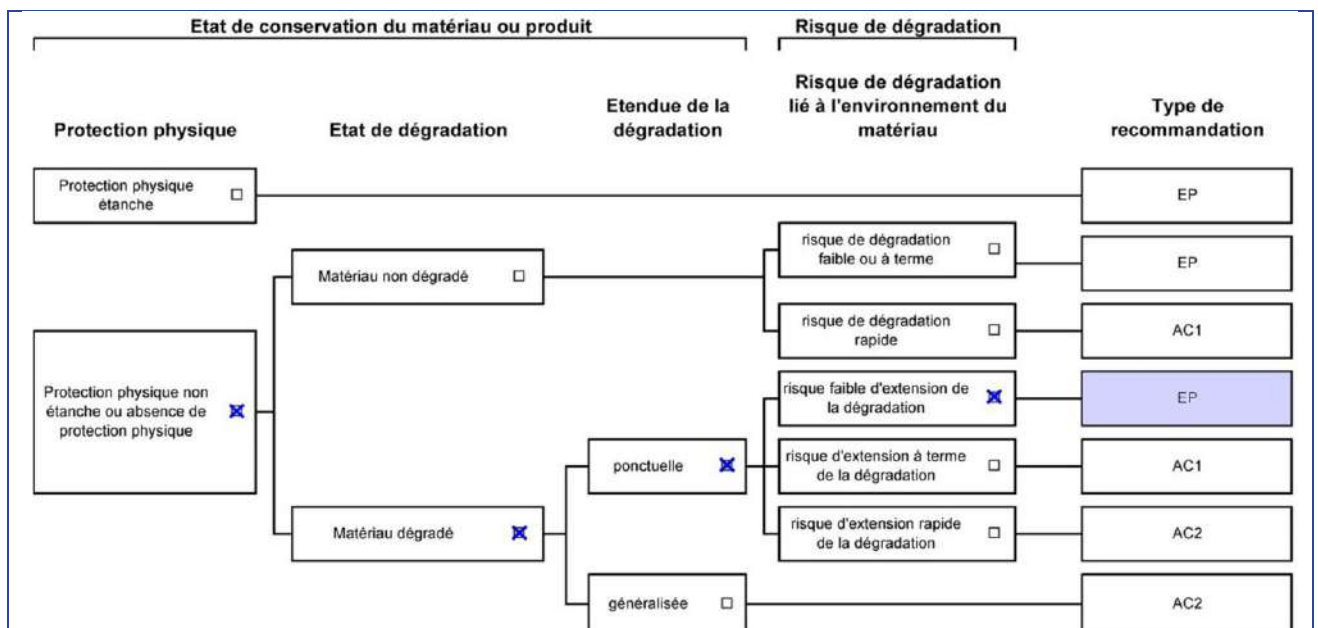 Etat de conservation du matériau ou produit
Risque de dégradation
Protection physique
Etat de dégradation
Etendue de la
dégradation
Risque de dégradation
lié à l'environnement du
matériau
Type de
recommandation
Protection physique
étanche
EP
Matériau non dégradé
risque de dégradation
faible ou à terme
EP
risque de dégradation
rapide
AC1
Protection physique non
étanche ou absence de
protection physique
Matériau dégradé
ponctuelle
risque faible d'extension de
la dégradation
EP
risque d'extension à terme
de la dégradation
AC1
risque d'extension rapide
de la dégradation
AC2
généralisée
AC2